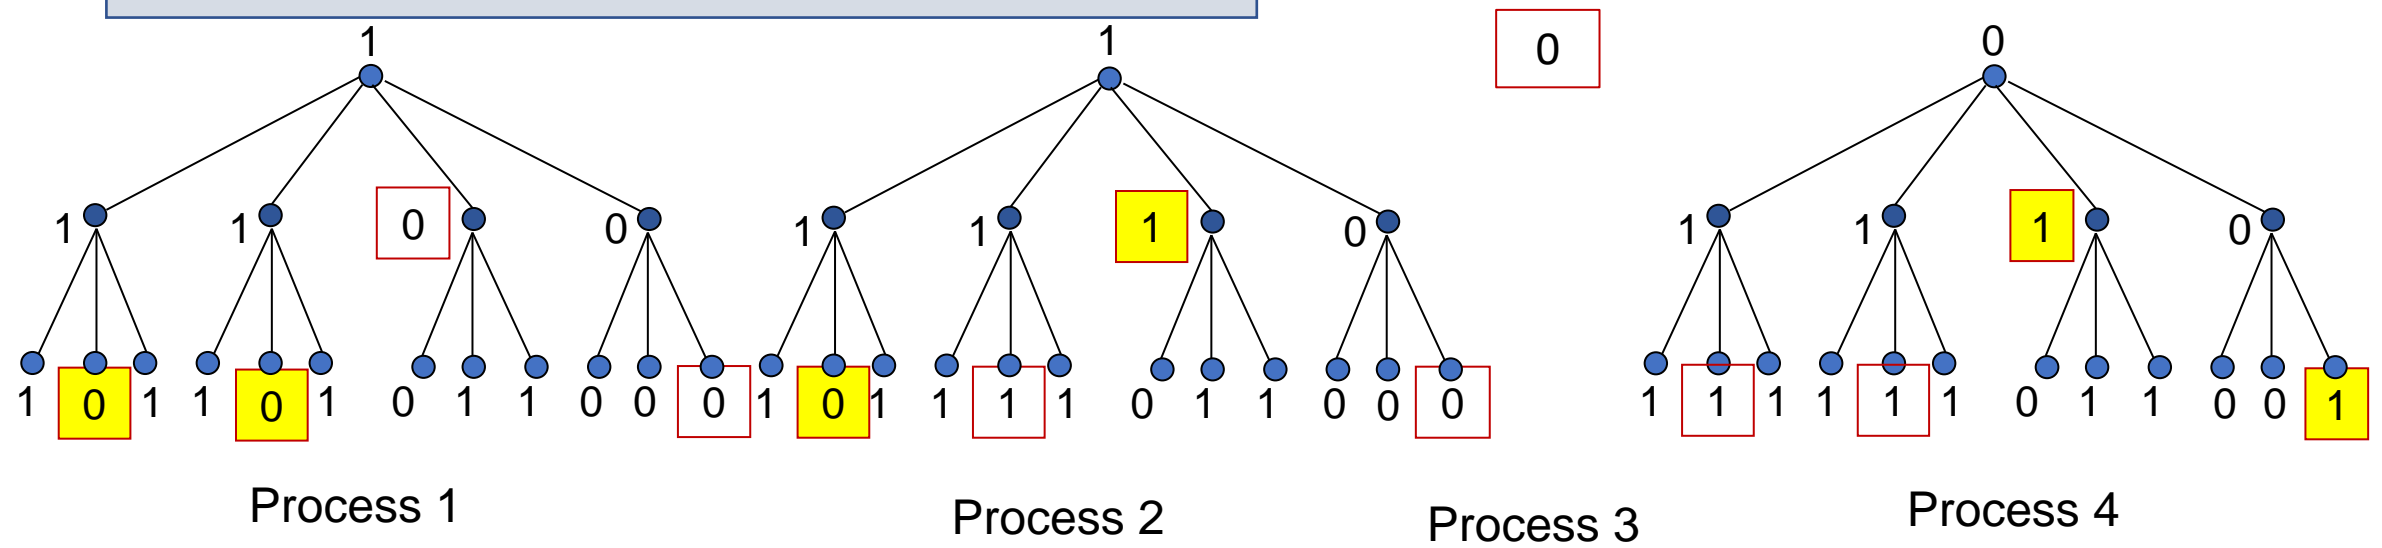 1 1 0 0
1 1 0 0 1 1 1 0 1 1 1 0
1 0 1 1 0 1 0 1 1 0 0 0 1 0 1 1 1 1 0 1 1 0 0 0 1 1 1 1 1 1 0 1 1 0 0 1
Process 1 Process 2 Process 3 Process 4